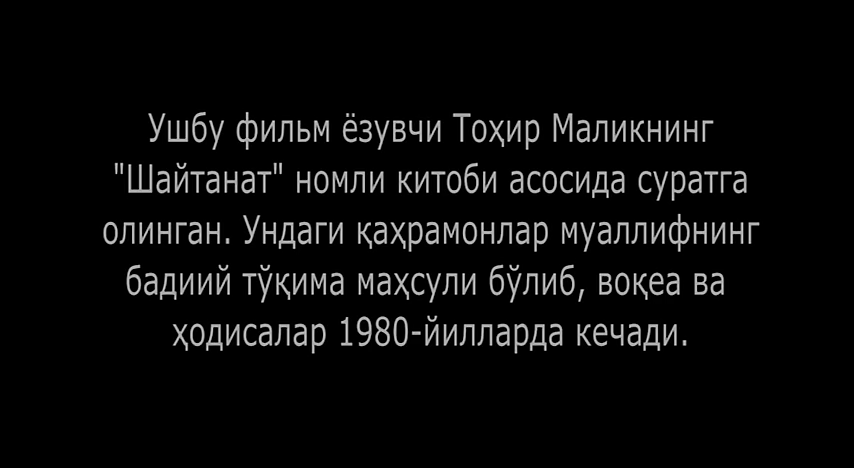 Ушбу фильм ёзувчи Тоҳир Маликнинг
"Шайтанат" номли китоби асосида суратга
олинган. Ундаги қаҳрамонлар муаллифнинг
бадиий тўқима маҳсули бўлиб, воқеа ва
ҳодисалар 1980-йилларда кечади.